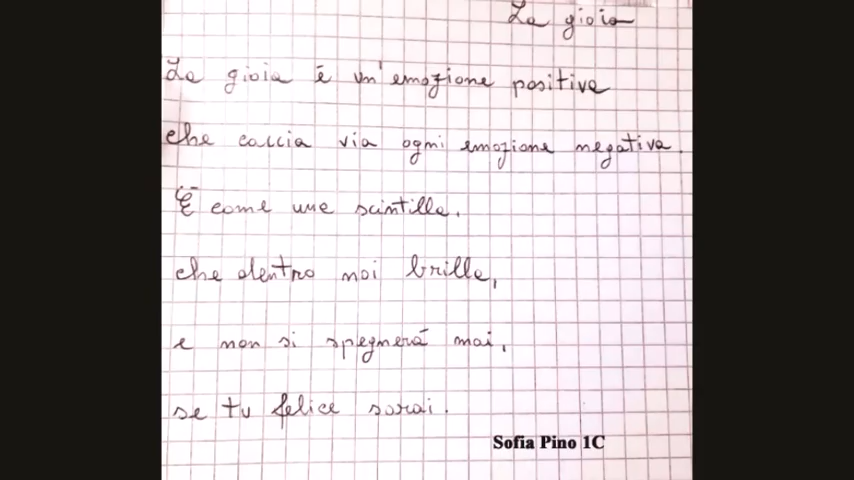 La gioia
La gioia è un'emozione positiva
che caccia via ogni emozione negativa.
È come una scintilla,
che dentro noi brilla,
e non si spegnerà mai,
se tu felice sarai.
Sofia Pino 1C